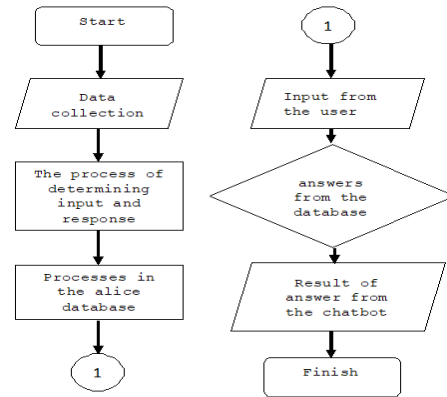 Start
Data
collection
The process of
determining
input and
response
Processes in
the alice
database
1
1
Input from
the user
answers
from the
database
Result of
answer from
the chatbot
Finish